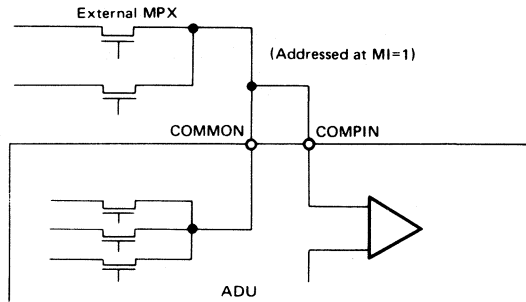 External MPX
(Addressed at MI=1)
COMMON
COMPIN
ADU